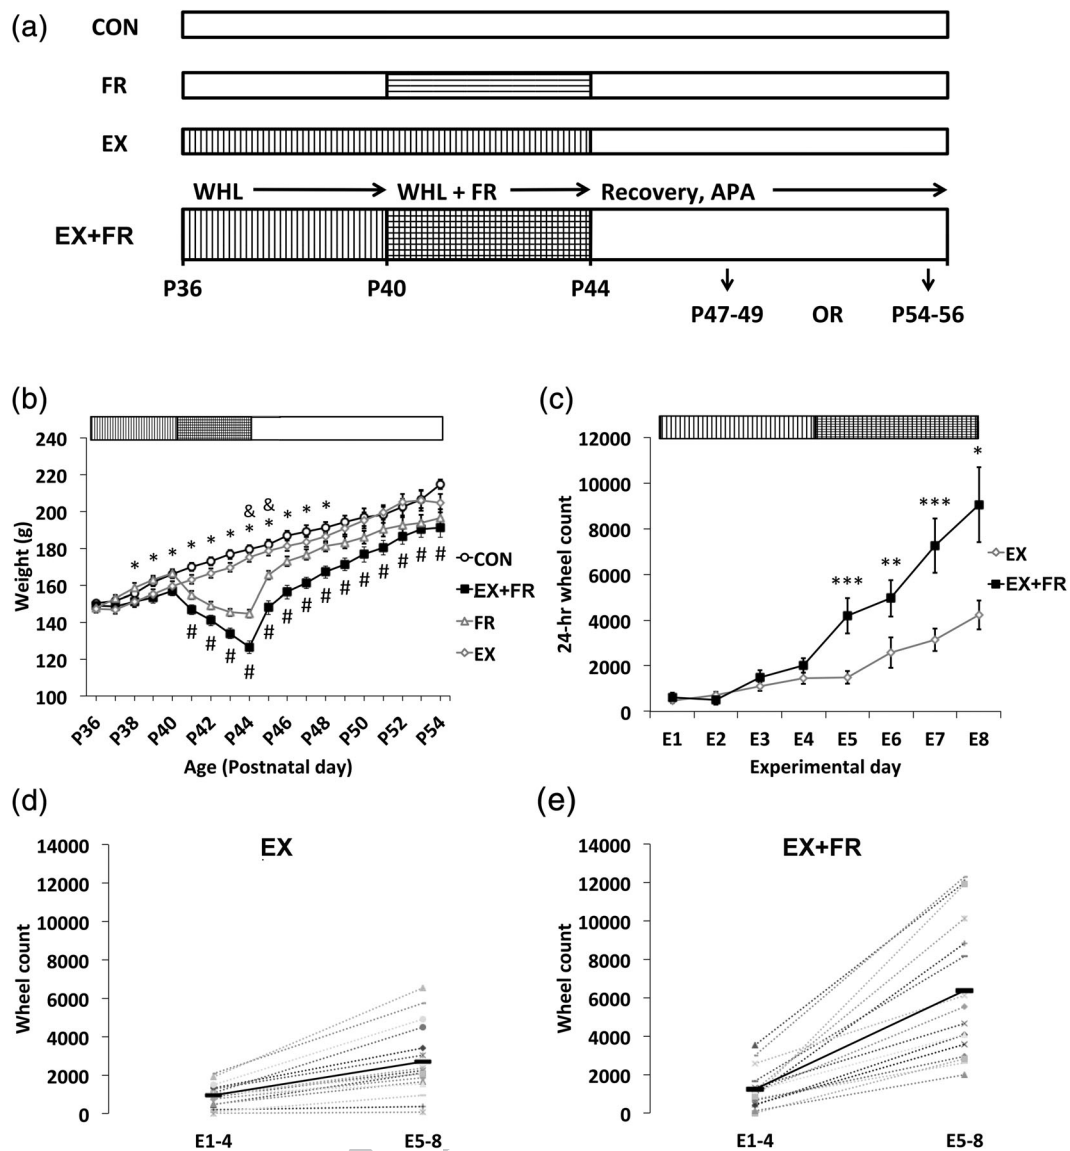 (a)
CON
FR
EX
WHL WHL + FR Recovery, APA
EX+FR
P36 P40 P44
P47-49 OR P54-56
(b)
240
220
200
180
160
140
120
100
Weight (g)
& &
* * * * * * * * * * *
# # # # # # # # # # # # # #
CON
EX+FR
FR
EX
P36 P38 P40 P42 P44 P46 P48 P50 P52 P54
Age (Postnatal day)
(c)
12000
10000
8000
6000
4000
2000
0
24-hr wheel count
*** ** *** *
EX
EX+FR
E1 E2 E3 E4 E5 E6 E7 E8
Experimental day
(d)
EX
14000
12000
10000
8000
6000
4000
2000
0
Wheel count
E1-4 E5-8
(e)
EX+FR
14000
12000
10000
8000
6000
4000
2000
0
Wheel count
E1-4 E5-8